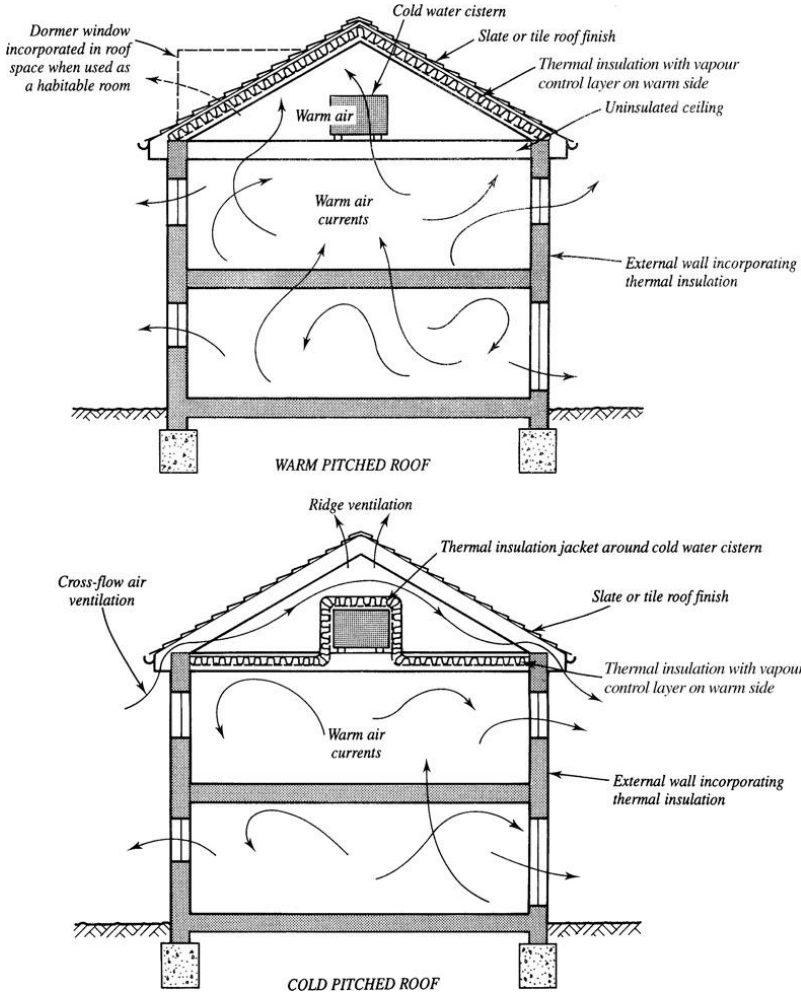 Cold water cistern
Dormer window
incorporated in roof
space when used as
a habitable room
Slate or tile roof finish
Thermal insulation with vapour
control layer on warm side
Warm air
Uninsulated ceiling
Warm air
currents
External wall incorporating
thermal insulation
WARM PITCHED ROOF
Ridge ventilation
Thermal insulation jacket around cold water cistern
Cross-flow air
ventilation
Slate or tile roof finish
Thermal insulation with vapour
control layer on warm side
Warm air
currents
External wall incorporating
thermal insulation
COLD PITCHED ROOF